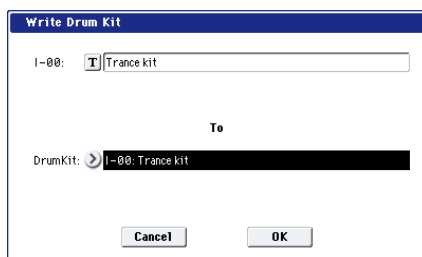 Write Drum Kit
I-00: T Trance kit
To
DrumKit: I-00: Trance kit
Cancel OK